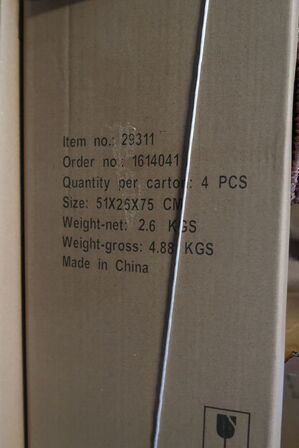 Item no.: 29311
Order no.: 1614041
Quantity per carton: 4 PCS
Size: 51X25X75 CM
Weight-net: 2.6 KGS
Weight-gross: 4.88 KGS
Made in China